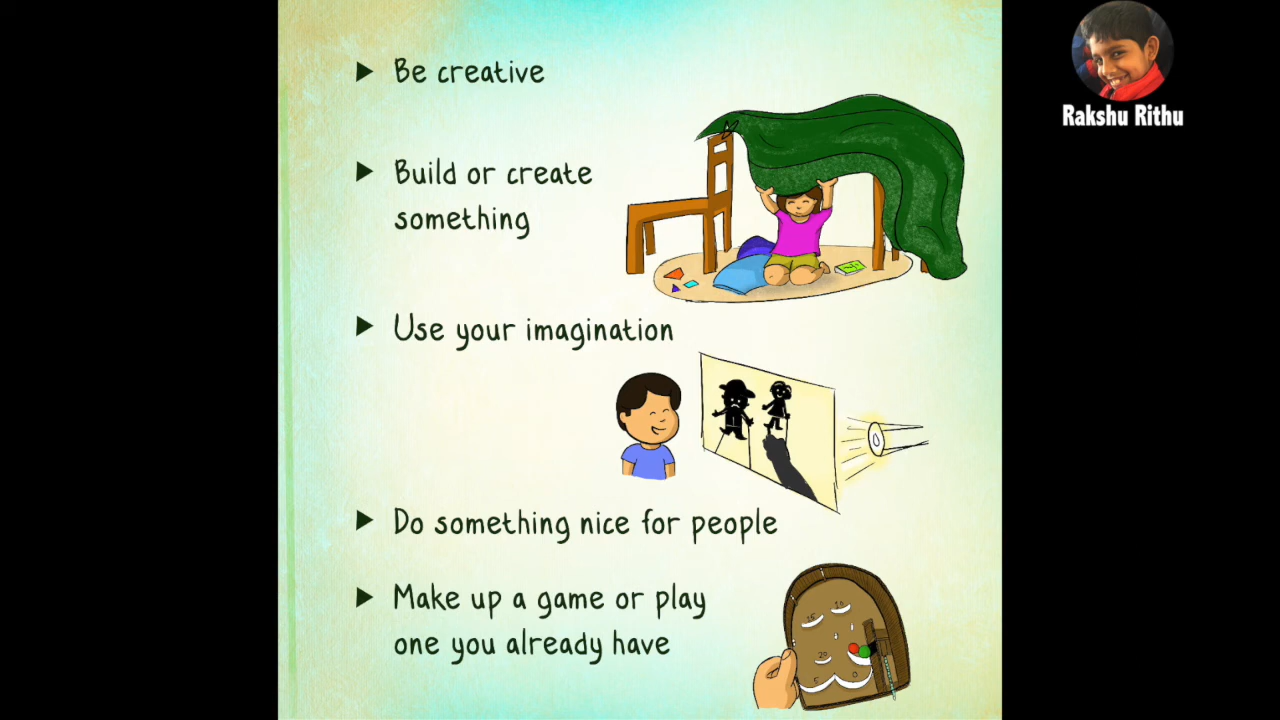 Be creative
Build or create
something
Use your imagination
Do something nice for people
Make up a game or play
one you already have
Rakshu Rithu